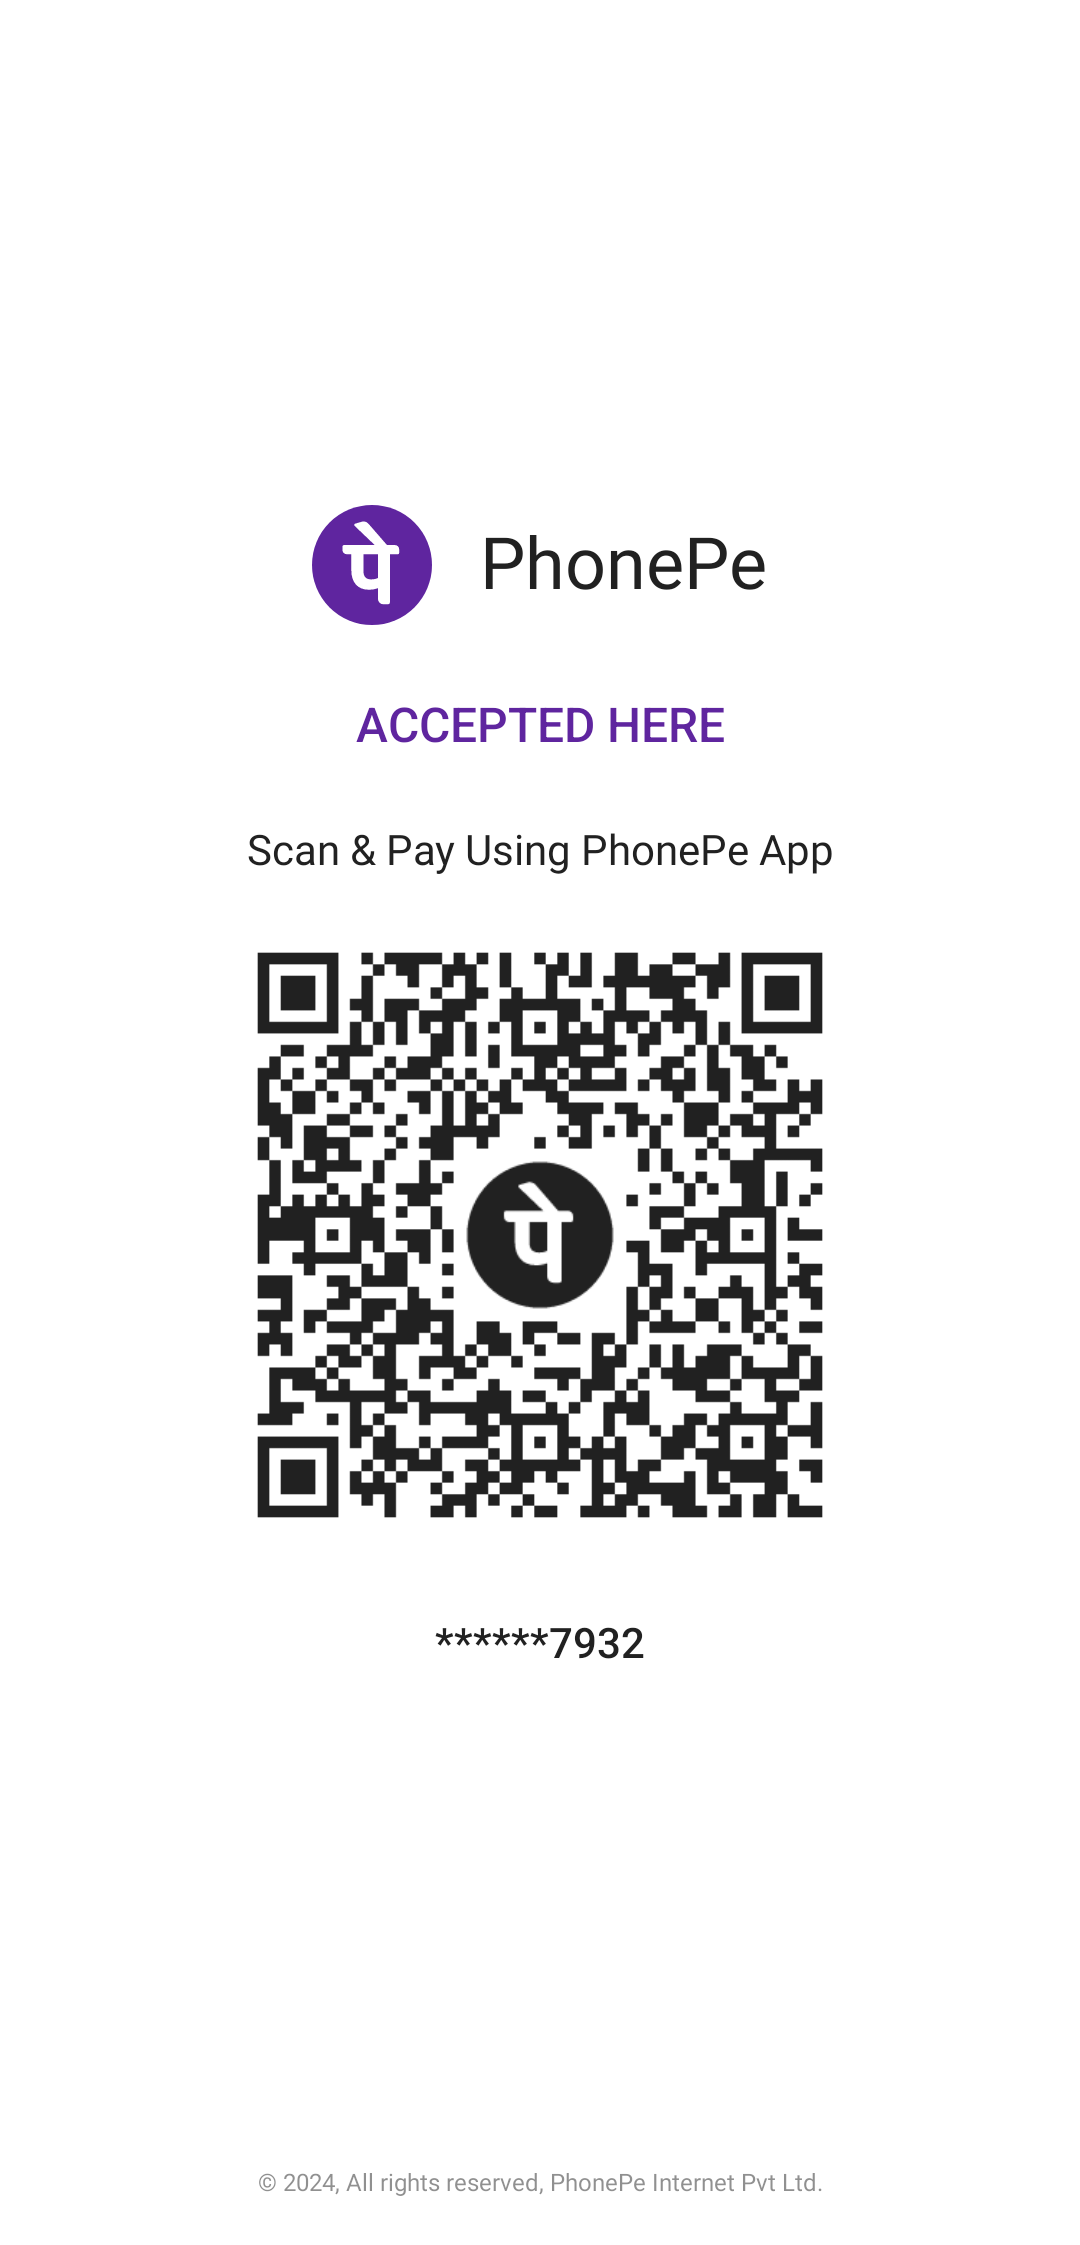 पे PhonePe
ACCEPTED HERE
Scan & Pay Using PhonePe App
पे
******7932
© 2024, All rights reserved, PhonePe Internet Pvt Ltd.